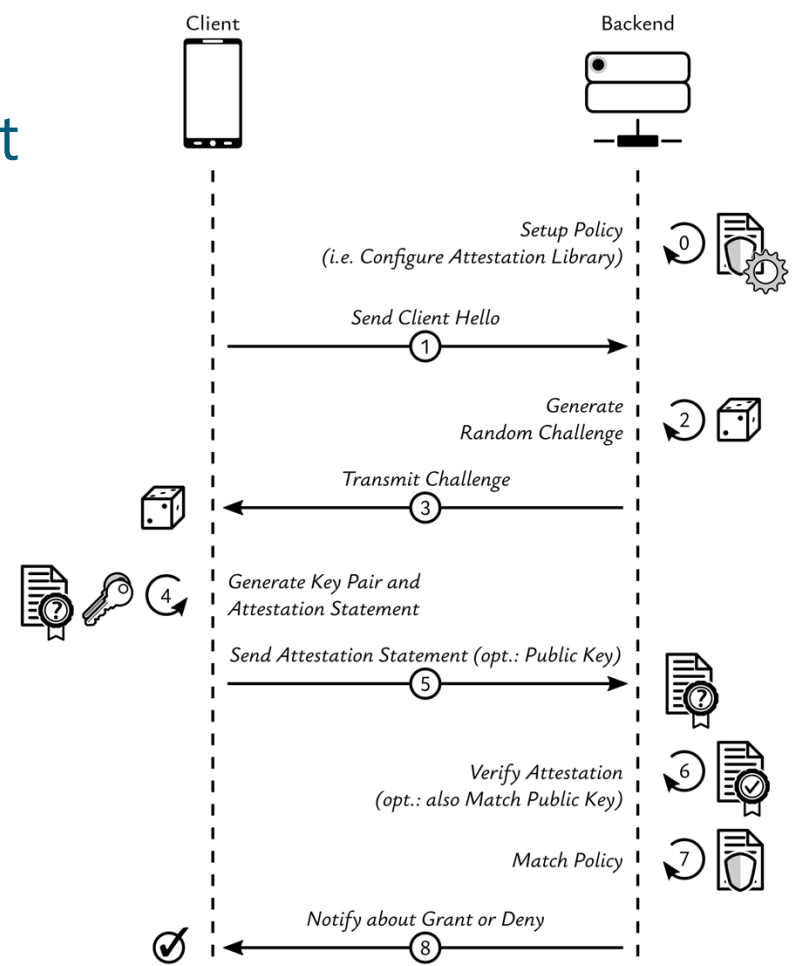 Client
Backend
t
Setup Policy
(i.e. Configure Attestation Library)
0
Send Client Hello
1
Generate
Random Challenge
2
Transmit Challenge
3
4
Generate Key Pair and
Attestation Statement
?
Send Attestation Statement (opt.: Public Key)
5
?
Verify Attestation
(opt.: also Match Public Key)
6
Match Policy
7
Notify about Grant or Deny
8